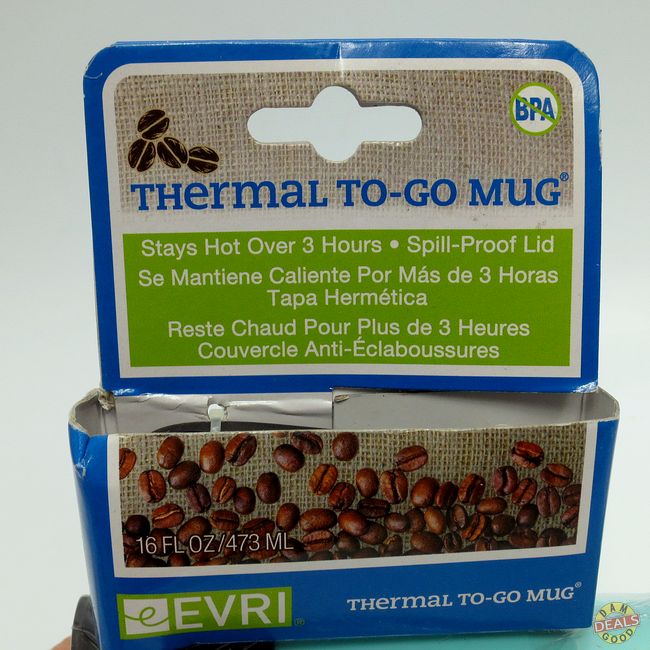 BPA
THermaL TO-GO MUG®
Stays Hot Over 3 Hours • Spill-Proof Lid
Se Mantiene Caliente Por Más de 3 Horas
Tapa Hermética
Reste Chaud Pour Plus de 3 Heures
Couvercle Anti-Éclaboussures
16 FL OZ/473 ML
e EVRI®
THermaL TO-GO MUG®
DAM
DEALS
GOOD